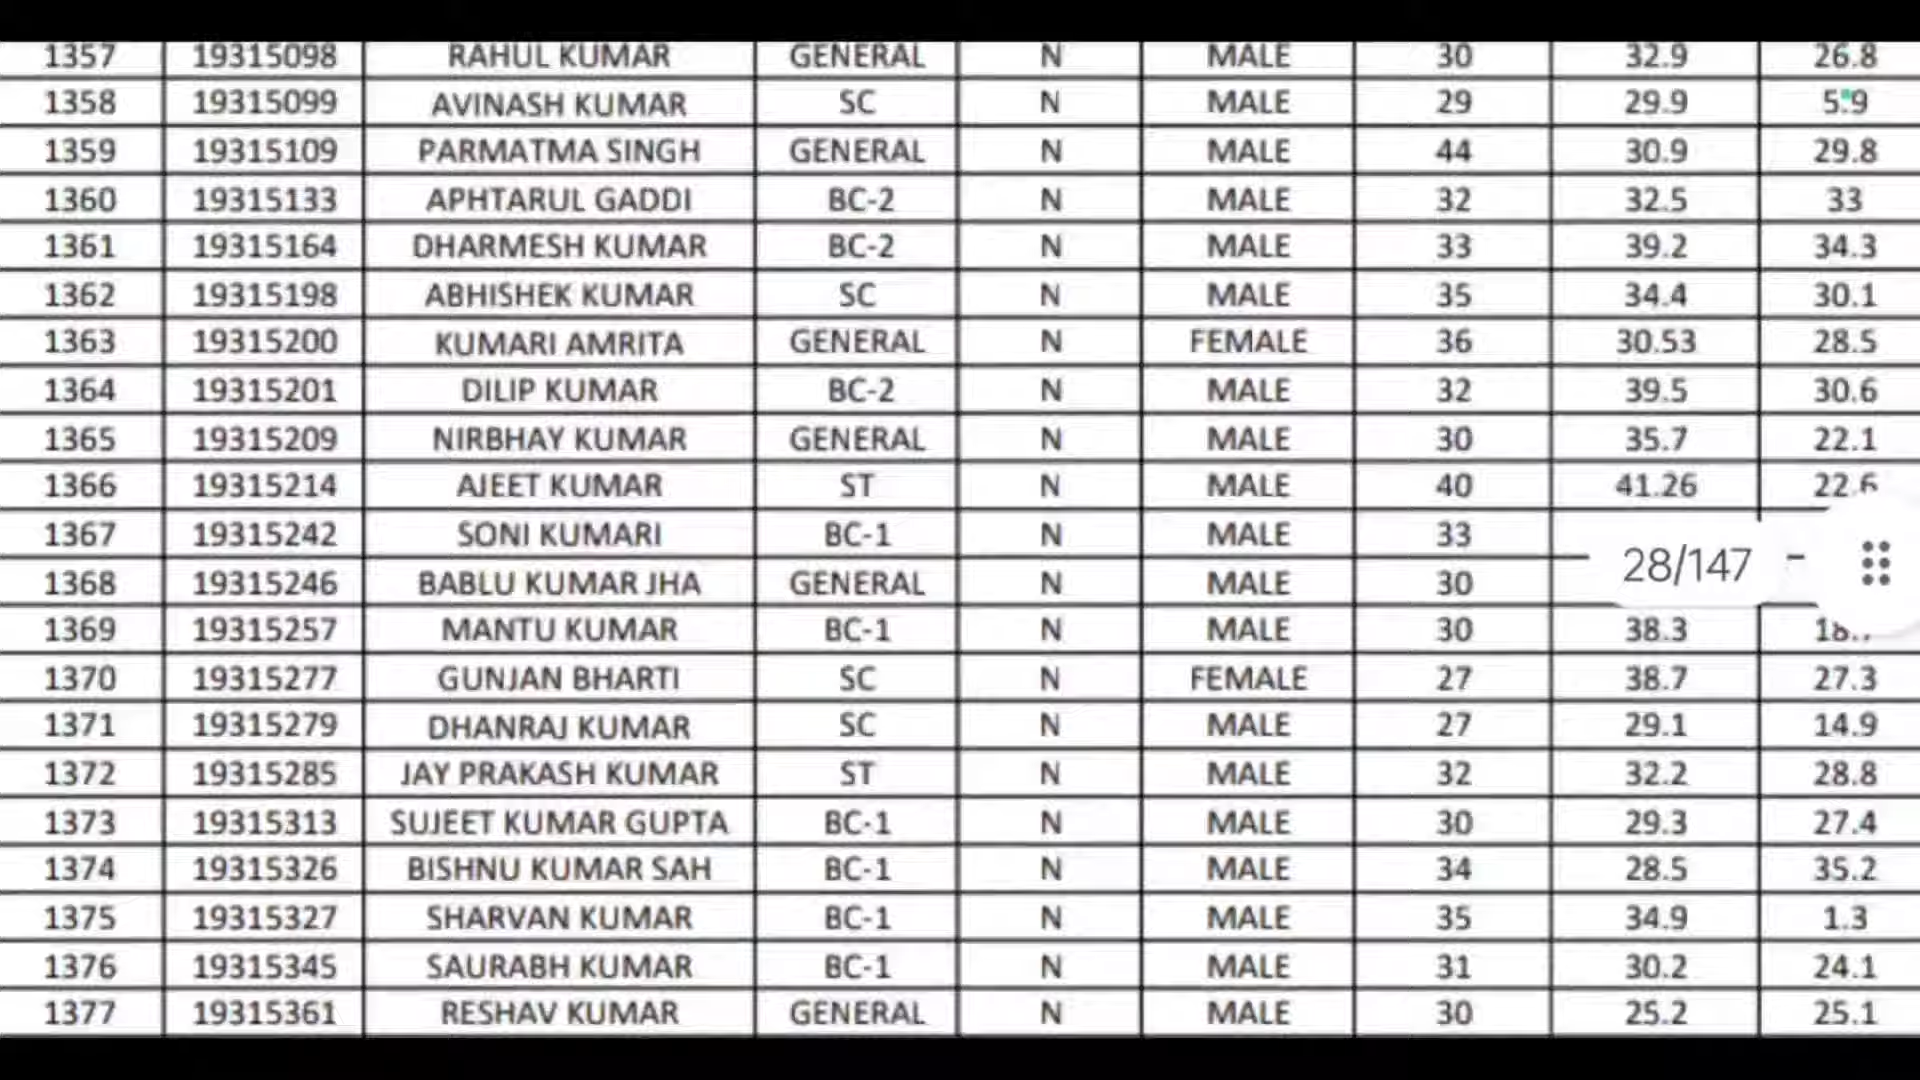 1357 19315098 RAHUL KUMAR GENERAL N MALE 30 32.9 26.8
1358 19315099 AVINASH KUMAR SC N MALE 29 29.9 5.9
1359 19315109 PARMATMA SINGH GENERAL N MALE 44 30.9 29.8
1360 19315133 APHTARUL GADDI BC-2 N MALE 32 32.5 33
1361 19315164 DHARMESH KUMAR BC-2 N MALE 33 39.2 34.3
1362 19315198 ABHISHEK KUMAR SC N MALE 35 34.4 30.1
1363 19315200 KUMARI AMRITA GENERAL N FEMALE 36 30.53 28.5
1364 19315201 DILIP KUMAR BC-2 N MALE 32 39.5 30.6
1365 19315209 NIRBHAY KUMAR GENERAL N MALE 30 35.7 22.1
1366 19315214 AJEET KUMAR ST N MALE 40 41.26 22.6
1367 19315242 SONI KUMARI BC-1 N MALE 33
28/147
1368 19315246 BABLU KUMAR JHA GENERAL N MALE 30
1369 19315257 MANTU KUMAR BC-1 N MALE 30 38.3
1370 19315277 GUNJAN BHARTI SC N FEMALE 27 38.7 27.3
1371 19315279 DHANRAJ KUMAR SC N MALE 27 29.1 14.9
1372 19315285 JAY PRAKASH KUMAR ST N MALE 32 32.2 28.8
1373 19315313 SUJEET KUMAR GUPTA BC-1 N MALE 30 29.3 27.4
1374 19315326 BISHNU KUMAR SAH BC-1 N MALE 34 28.5 35.2
1375 19315327 SHARVAN KUMAR BC-1 N MALE 35 34.9 1.3
1376 19315345 SAURABH KUMAR BC-1 N MALE 31 30.2 24.1
1377 19315361 RESHAV KUMAR GENERAL N MALE 30 25.2 25.1